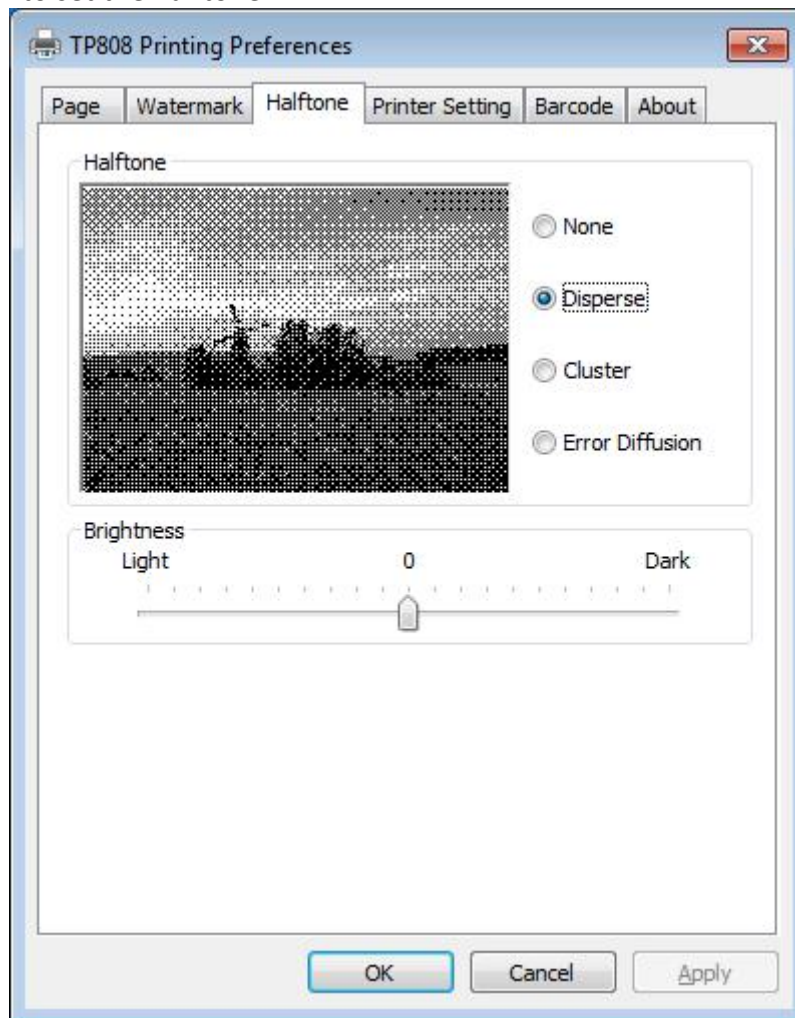 TP808 Printing Preferences
Page Watermark Halftone Printer Setting Barcode About
Halftone
None
Disperse
Cluster
Error Diffusion
Brightness
Light 0 Dark
OK Cancel Apply